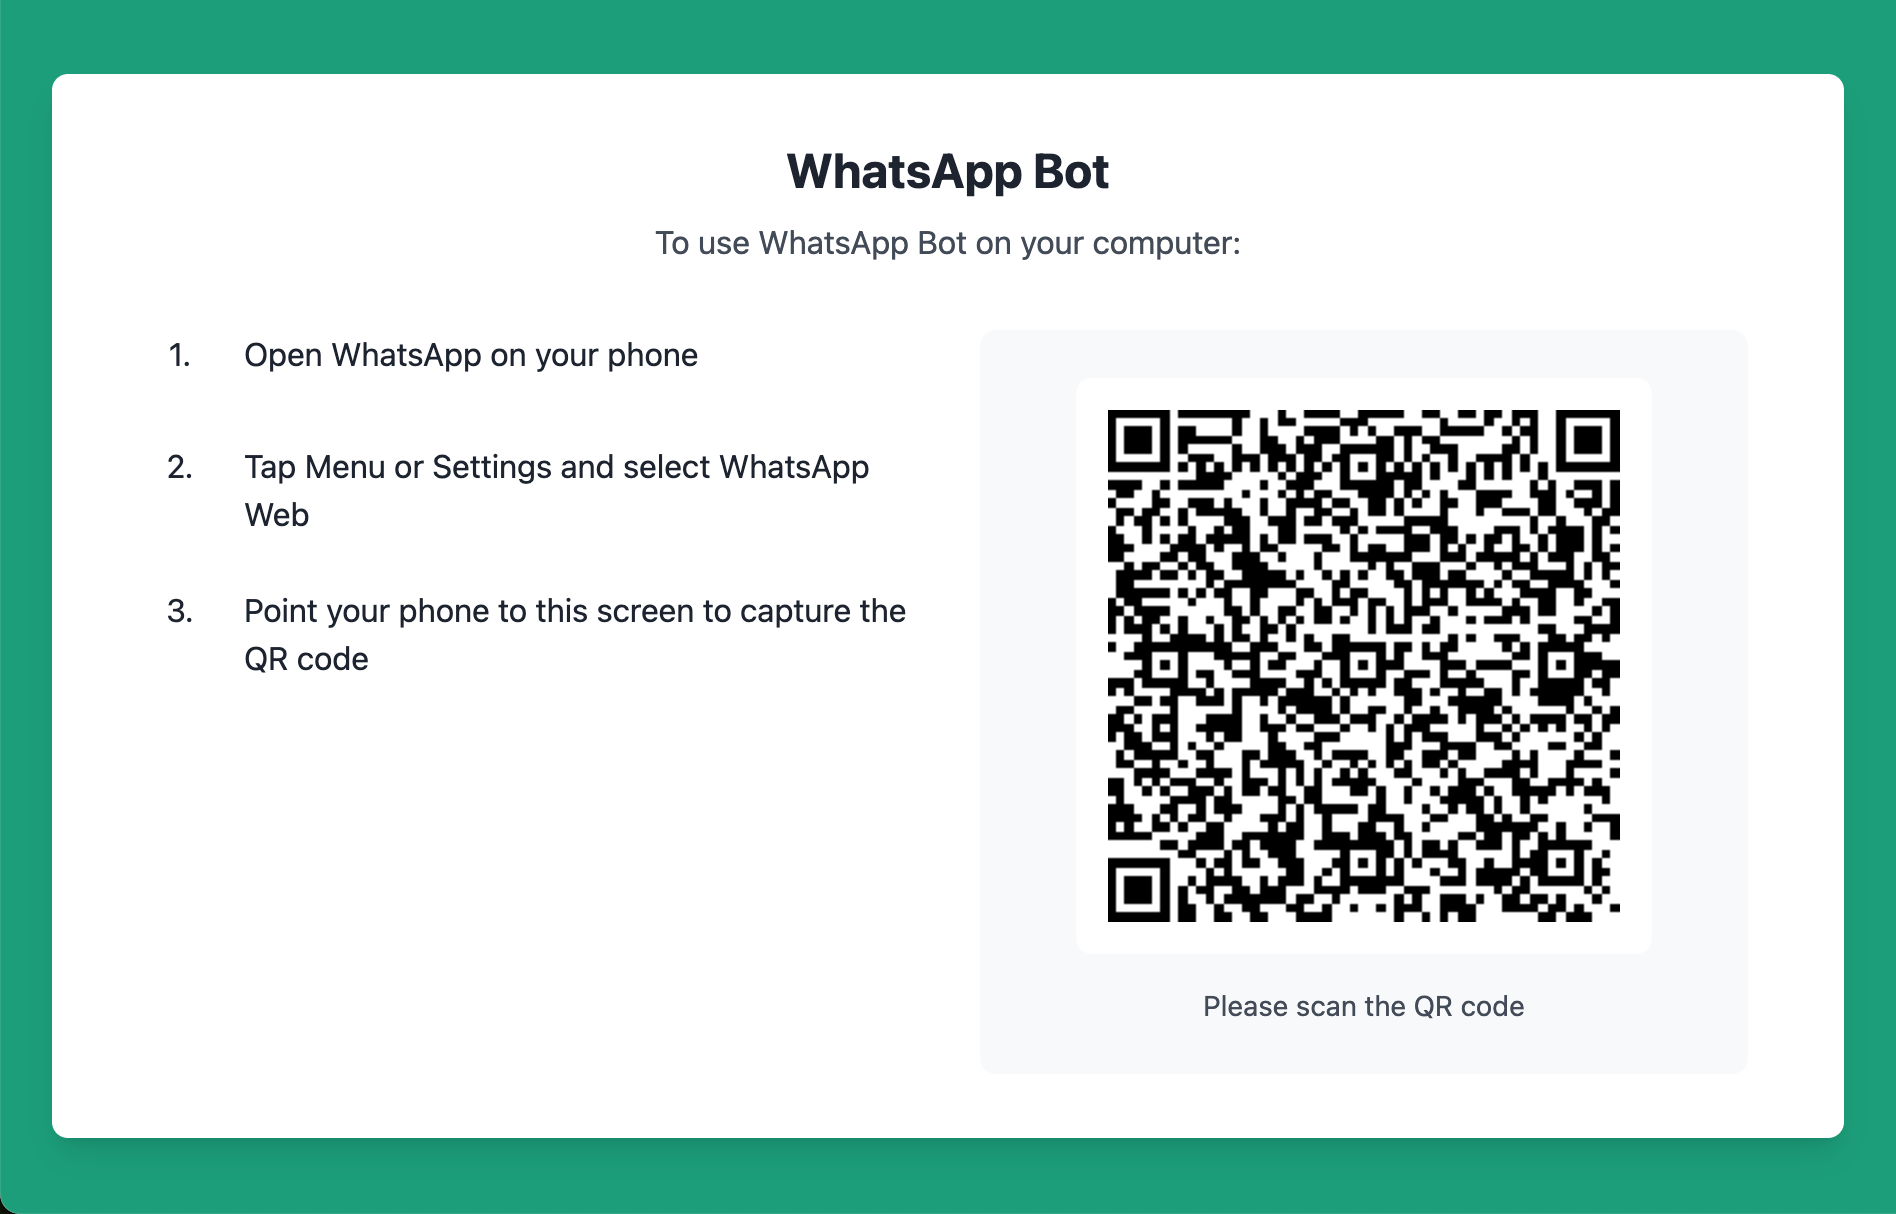 WhatsApp Bot
To use WhatsApp Bot on your computer:
1. Open WhatsApp on your phone
2. Tap Menu or Settings and select WhatsApp
Web
3. Point your phone to this screen to capture the
QR code
Please scan the QR code